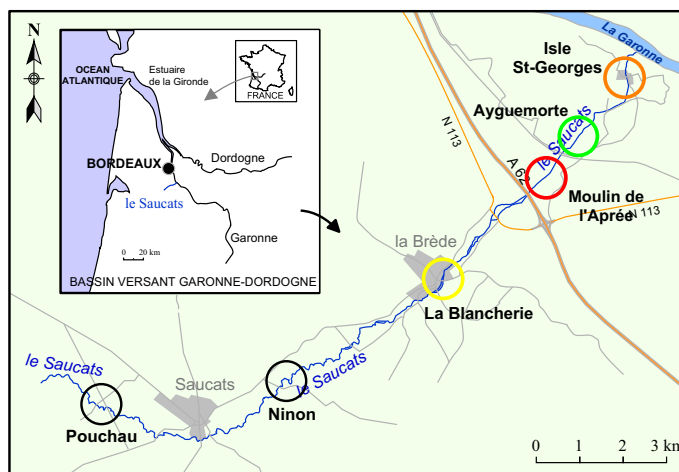 N
OCEAN
ATLANTIQUE
Estuaire
de la Gironde
FRANCE
BORDEAUX
Dordogne
le Saucats
Garonne
0 20 km
BASSIN VERSANT GARONNE-DORDOGNE
La Garonne
Isle
St-Georges
Ayguemorte
le Saucats
N 113
A 62
Moulin de
l'Aprée
N 113
la Brède
La Blancherie
le Saucats
le Saucats
Saucats
Ninon
Pouchau
0 1 2 3 km